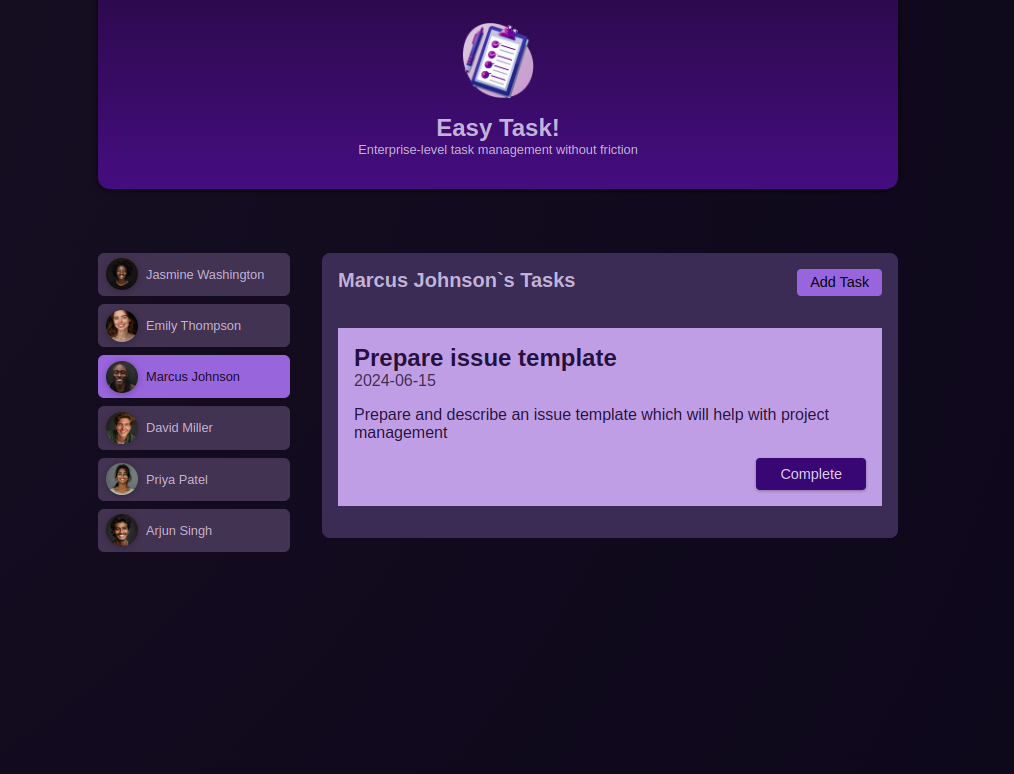 Easy Task!
Enterprise-level task management without friction
Jasmine Washington
Emily Thompson
Marcus Johnson
David Miller
Priya Patel
Arjun Singh
Marcus Johnson`s Tasks
Add Task
Prepare issue template
2024-06-15
Prepare and describe an issue template which will help with project
management
Complete